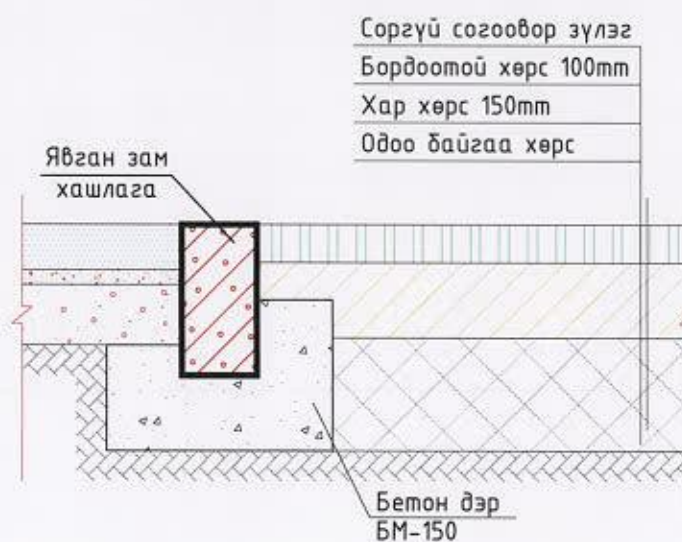 Соргүй согоовор зүлэг
Бордоотой хөрс 100mm
Хар хөрс 150mm
Одоо байгаа хөрс
Явган зам
хашлага
Бетон дэр
БМ-150